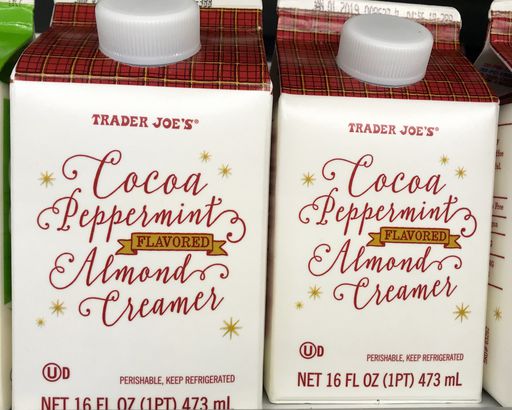 TRADER JOE'S®
Cocoa
Peppermint
FLAVORED
Almond
Creamer
UD
PERISHABLE, KEEP REFRIGERATED
NET 16 FL OZ (1PT) 473 mL
TRADER JOE'S®
Cocoa
Peppermint
FLAVORED
Almond
Creamer
UD
PERISHABLE, KEEP REFRIGERATED
NET 16 FL OZ (1PT) 473 mL